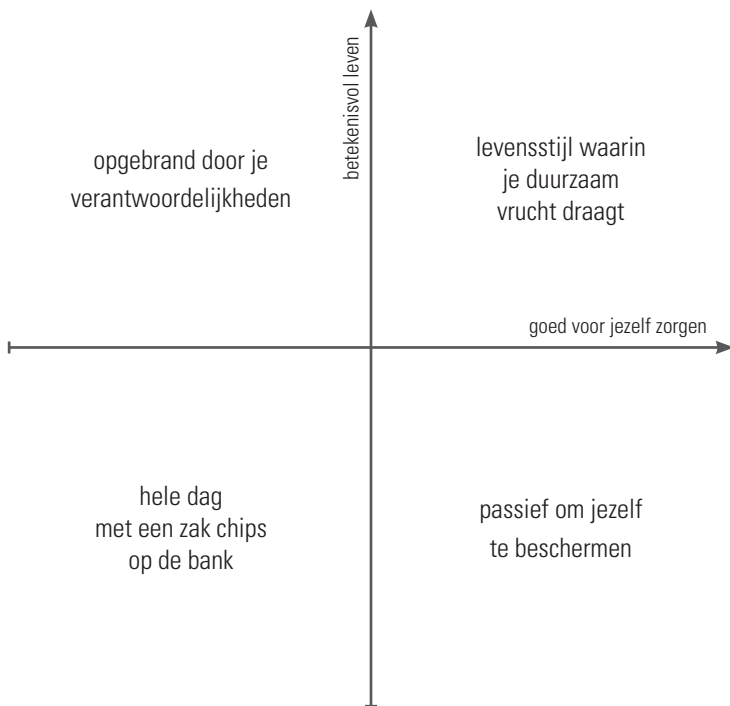 betekenisvol leven
opgebrand door je
verantwoordelijkheden
levensstijl waarin
je duurzaam
vrucht draagt
goed voor jezelf zorgen
hele dag
met een zak chips
op de bank
passief om jezelf
te beschermen